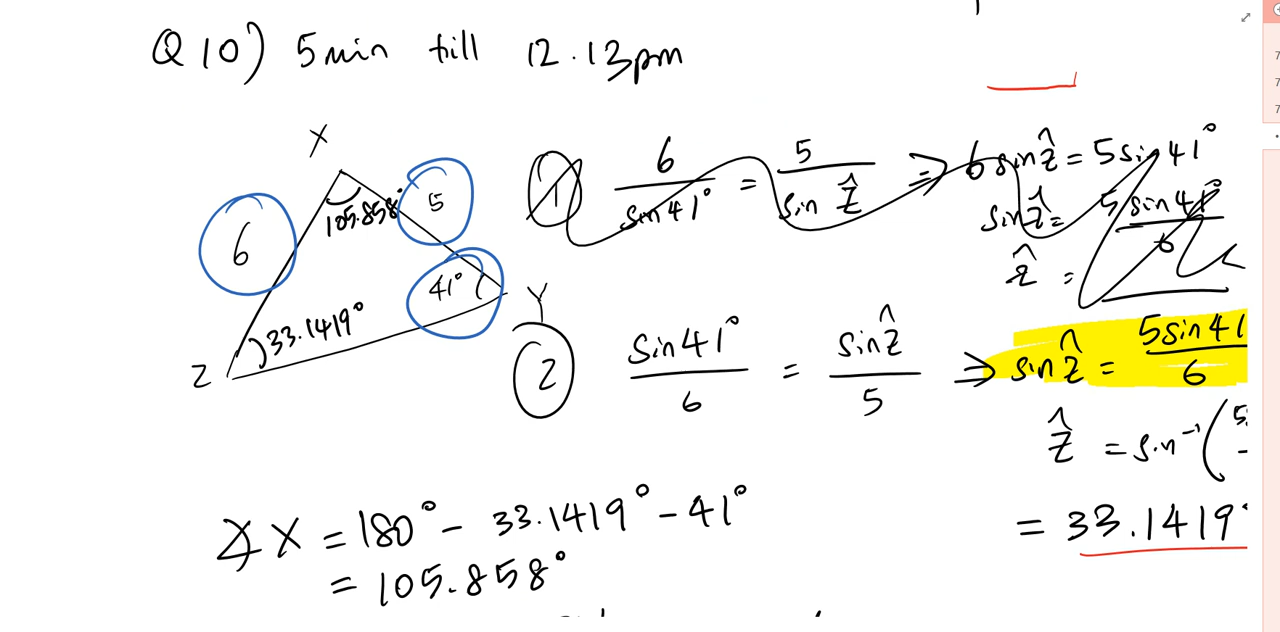 Q10) 5min till 12.13pm
X
105.858°
5
6
41°
Y
33.1419°
Z
① 6/sin41° = 5/sin Ẑ ⇒ 6 sin ẑ = 5 sin 41°
sin ẑ = 5 sin 41°/6
ẑ =
② sin41°/6 = sin ẑ/5 ⇒ sin ẑ = 5sin41/6
Ẑ = sin⁻¹(5
= 33.1419°
∡X = 180° - 33.1419° - 41°
= 105.858°